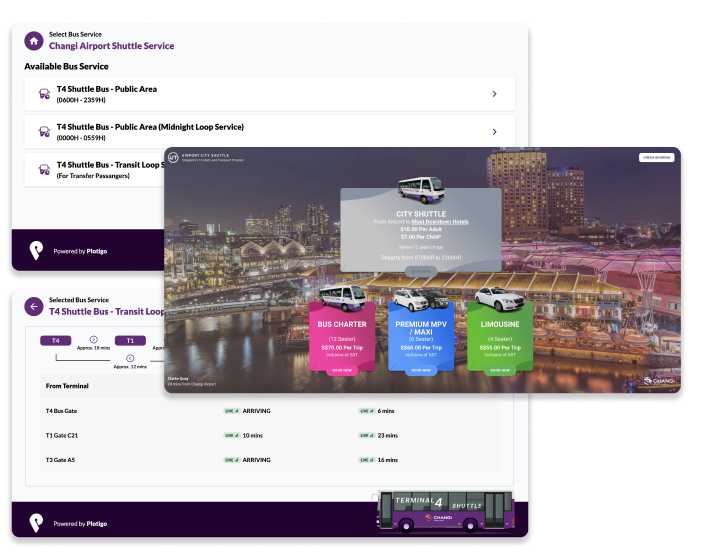 Select Bus Service
Changi Airport Shuttle Service
Available Bus Service
T4 Shuttle Bus - Public Area
(0600H - 2359H)
T4 Shuttle Bus - Public Area (Midnight Loop Service)
(0000H - 0559H)
T4 Shuttle Bus - Transit Loop S
(For Transfer Passangers)
Powered by Plotigo
AIRPORT CITY SHUTTLE
Singapore's Trusted Land Transport Provider
CHECK BOOKING
CITY SHUTTLE
From Airport to Most Downtown Hotels
$10.00 Per Adult
$7.00 Per Child*
*Below 12 years of age
Departs from 0700HR to 2300HR
BOOK NOW
BUS CHARTER
(12 Seater)
S$70.00 Per Trip
Inclusive of GST
BOOK NOW
PREMIUM MPV
/ MAXI
(6 Seater)
S$60.00 Per Trip
Inclusive of GST
BOOK NOW
LIMOUSINE
(4 Seater)
S$55.00 Per Trip
Inclusive of GST
BOOK NOW
Clarke Quay
24 mins from Changi Airport
CHANGI
Selected Bus Service
T4 Shuttle Bus - Transit Loop
T4
Approx. 18 mins
T1
Appr
Approx. 12 mins
From Terminal
T4 Bus Gate
LIVE ARRIVING
LIVE 6 mins
T1 Gate C21
LIVE 10 mins
LIVE 23 mins
T3 Gate A5
LIVE ARRIVING
LIVE 16 mins
Powered by Plotigo
TERMINAL 4 SHUTTLE
CHANGI